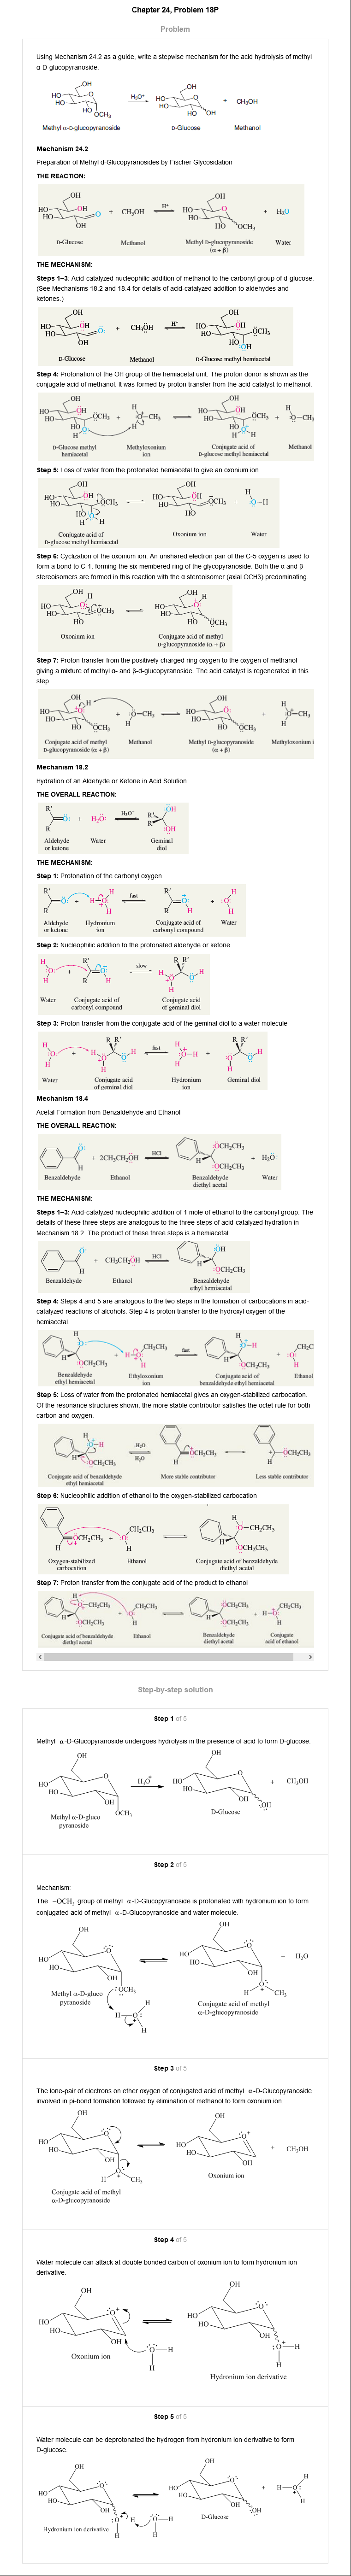 Chapter 24, Problem 18P
Problem
Using Mechanism 24.2 as a guide, write a stepwise mechanism for the acid hydrolysis of methyl
α-D-glucopyranoside.
OH
HO
HO
O
HO
OCH3
H3O+
OH
HO
HO
O
HO
OH
+
CH3OH
Methyl α-D-glucopyranoside
D-Glucose
Methanol
Mechanism 24.2
Preparation of Methyl d-Glucopyranosides by Fischer Glycosidation
THE REACTION:
D-Glucose
Methanol
Methyl D-glucopyranoside
(α + β)
Water
THE MECHANISM:
Steps 1–3: Acid-catalyzed nucleophilic addition of methanol to the carbonyl group of d-glucose.
(See Mechanisms 18.2 and 18.4 for details of acid-catalyzed addition to aldehydes and
ketones.)
D-Glucose
Methanol
D-Glucose methyl hemiacetal
Step 4: Protonation of the OH group of the hemiacetal unit. The proton donor is shown as the
conjugate acid of methanol. It was formed by proton transfer from the acid catalyst to methanol.
D-Glucose methyl
hemiacetal
Methyloxonium
ion
Conjugate acid of
D-glucose methyl hemiacetal
Methanol
Step 5: Loss of water from the protonated hemiacetal to give an oxonium ion.
Conjugate acid of
D-glucose methyl hemiacetal
Oxonium ion
Water
Step 6: Cyclization of the oxonium ion. An unshared electron pair of the C-5 oxygen is used to
form a bond to C-1, forming the six-membered ring of the glycopyranoside. Both the α and β
stereoisomers are formed in this reaction with the α stereoisomer (axial OCH3) predominating.
Oxonium ion
Conjugate acid of methyl
D-glucopyranoside (α + β)
Step 7: Proton transfer from the positively charged ring oxygen to the oxygen of methanol
giving a mixture of methyl α- and β-d-glucopyranoside. The acid catalyst is regenerated in this
step.
Conjugate acid of methyl
D-glucopyranoside (α + β)
Methanol
Methyl D-glucopyranoside
(α + β)
Methyloxonium i
Mechanism 18.2
Hydration of an Aldehyde or Ketone in Acid Solution
THE OVERALL REACTION:
Aldehyde
or ketone
Water
Geminal
diol
THE MECHANISM:
Step 1: Protonation of the carbonyl oxygen
fast
Aldehyde
or ketone
Hydronium
ion
Conjugate acid of
carbonyl compound
Water
Step 2: Nucleophilic addition to the protonated aldehyde or ketone
slow
Water
Conjugate acid of
carbonyl compound
Conjugate acid
of geminal diol
Step 3: Proton transfer from the conjugate acid of the geminal diol to a water molecule
fast
Water
Conjugate acid
of geminal diol
Hydronium
ion
Geminal diol
Mechanism 18.4
Acetal Formation from Benzaldehyde and Ethanol
THE OVERALL REACTION:
Benzaldehyde
Ethanol
Benzaldehyde
diethyl acetal
Water
THE MECHANISM:
Steps 1–3: Acid-catalyzed nucleophilic addition of 1 mole of ethanol to the carbonyl group. The
details of these three steps are analogous to the three steps of acid-catalyzed hydration in
Mechanism 18.2. The product of these three steps is a hemiacetal.
Benzaldehyde
Ethanol
Benzaldehyde
ethyl hemiacetal
Step 4: Steps 4 and 5 are analogous to the two steps in the formation of carbocations in acid-
catalyzed reactions of alcohols. Step 4 is proton transfer to the hydroxyl oxygen of the
hemiacetal.
fast
Benzaldehyde
ethyl hemiacetal
Ethyloxonium
ion
Conjugate acid of
benzaldehyde ethyl hemiacetal
Ethanol
Step 5: Loss of water from the protonated hemiacetal gives an oxygen-stabilized carbocation.
Of the resonance structures shown, the more stable contributor satisfies the octet rule for both
carbon and oxygen.
Conjugate acid of benzaldehyde
ethyl hemiacetal
More stable contributor
Less stable contributor
Step 6: Nucleophilic addition of ethanol to the oxygen-stabilized carbocation
Oxygen-stabilized
carbocation
Ethanol
Conjugate acid of benzaldehyde
diethyl acetal
Step 7: Proton transfer from the conjugate acid of the product to ethanol
Conjugate acid of benzaldehyde
diethyl acetal
Ethanol
Benzaldehyde
diethyl acetal
Conjugate
acid of ethanol
Step-by-step solution
Step 1 of 5
Methyl α-D-Glucopyranoside undergoes hydrolysis in the presence of acid to form D-glucose.
Methyl α-D-gluco
pyranoside
D-Glucose
Step 2 of 5
Mechanism:
The –OCH3 group of methyl α-D-Glucopyranoside is protonated with hydronium ion to form
conjugated acid of methyl α-D-Glucopyranoside and water molecule.
Methyl α-D-gluco
pyranoside
Conjugate acid of methyl
α-D-glucopyranoside
Step 3 of 5
The lone-pair of electrons on ether oxygen of conjugated acid of methyl α-D-Glucopyranoside
involved in pi-bond formation followed by elimination of methanol to form oxonium ion.
Oxonium ion
Conjugate acid of methyl
α-D-glucopyranoside
Step 4 of 5
Water molecule can attack at double bonded carbon of oxonium ion to form hydronium ion
derivative.
Oxonium ion
Hydronium ion derivative
Step 5 of 5
Water molecule can be deprotonated the hydrogen from hydronium ion derivative to form
D-glucose.
Hydronium ion derivative
D-Glucose